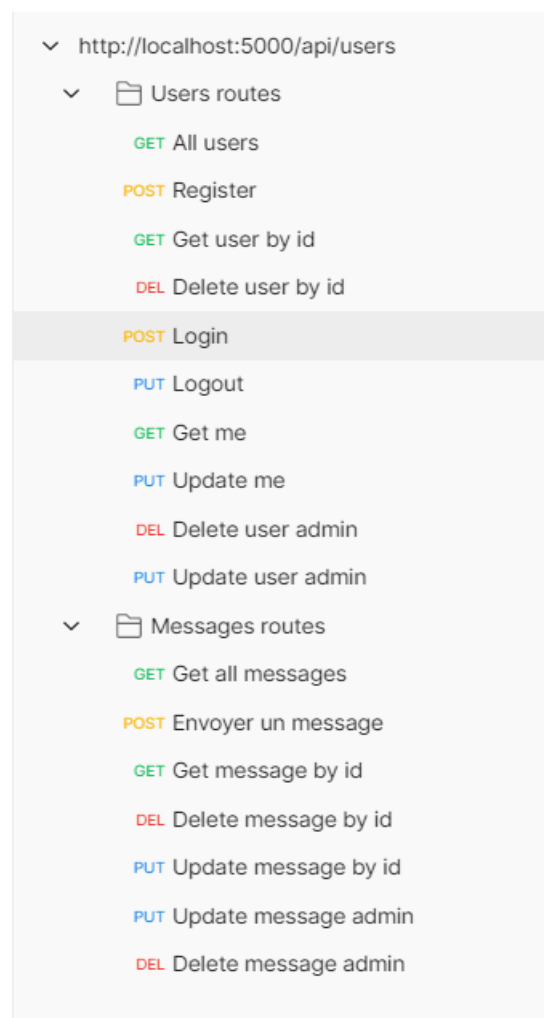 http://localhost:5000/api/users
Users routes
GET All users
POST Register
GET Get user by id
DEL Delete user by id
POST Login
PUT Logout
GET Get me
PUT Update me
DEL Delete user admin
PUT Update user admin
Messages routes
GET Get all messages
POST Envoyer un message
GET Get message by id
DEL Delete message by id
PUT Update message by id
PUT Update message admin
DEL Delete message admin